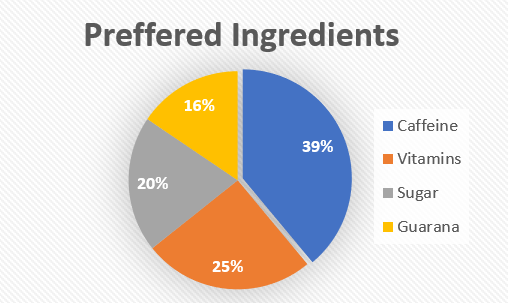 Preffered Ingredients
16%
39%
20%
25%
Caffeine
Vitamins
Sugar
Guarana